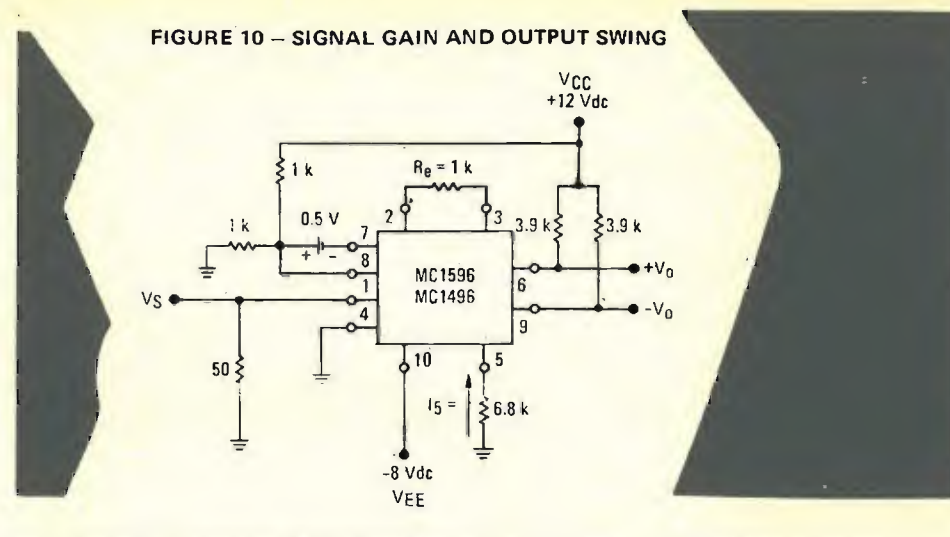 FIGURE 10 – SIGNAL GAIN AND OUTPUT SWING
VCC
+12 Vdc
1 k
Re = 1 k
2
3
3.9 k
3.9 k
1 k
0.5 V
+ -
7
8
MC1596
MC1496
6
+Vo
VS
1
4
9
-Vo
50
10
5
I5 =
6.8 k
-8 Vdc
VEE